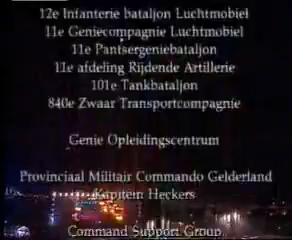 12e Infanterie bataljon Luchtmobiel
11e Geniecompagnie Luchtmobiel
11e Pantsergeniebataljon
11e afdeling Rijdende Artillerie
101e Tankbataljon
840e Zwaar Transportcompagnie
Genie Opleidingscentrum
Provinciaal Militair Commando Gelderland
Kapitein Heckers
Command Support Group